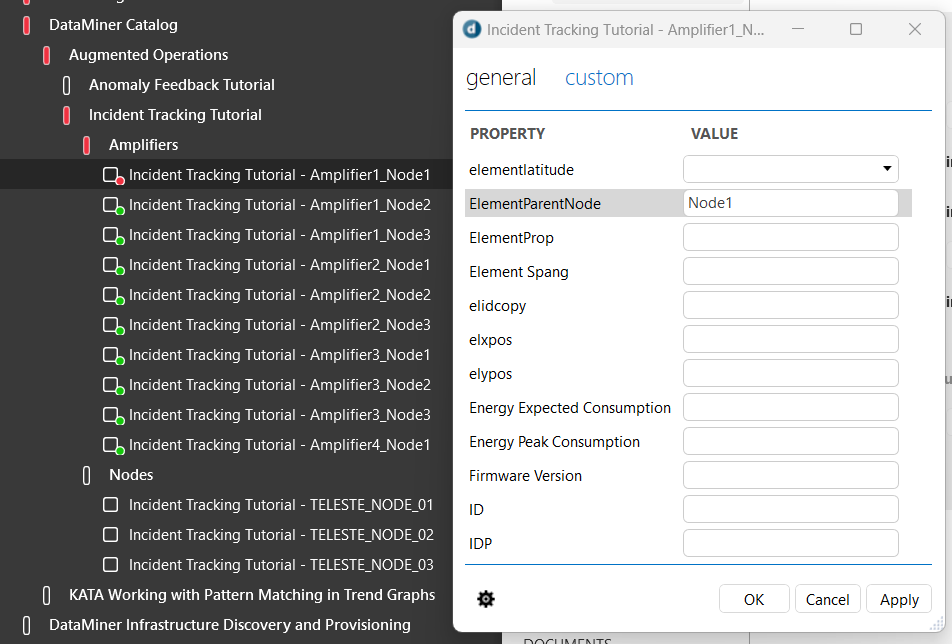 DataMiner Catalog
Augmented Operations
Anomaly Feedback Tutorial
Incident Tracking Tutorial
Amplifiers
Incident Tracking Tutorial - Amplifier1_Node1
Incident Tracking Tutorial - Amplifier1_Node2
Incident Tracking Tutorial - Amplifier1_Node3
Incident Tracking Tutorial - Amplifier2_Node1
Incident Tracking Tutorial - Amplifier2_Node2
Incident Tracking Tutorial - Amplifier2_Node3
Incident Tracking Tutorial - Amplifier3_Node1
Incident Tracking Tutorial - Amplifier3_Node2
Incident Tracking Tutorial - Amplifier3_Node3
Incident Tracking Tutorial - Amplifier4_Node1
Nodes
Incident Tracking Tutorial - TELESTE_NODE_01
Incident Tracking Tutorial - TELESTE_NODE_02
Incident Tracking Tutorial - TELESTE_NODE_03
KATA Working with Pattern Matching in Trend Graphs
DataMiner Infrastructure Discovery and Provisioning
Incident Tracking Tutorial - Amplifier1_N...
general custom
PROPERTY VALUE
elementlatitude
ElementParentNode Node1
ElementProp
Element Spang
elidcopy
elxpos
elypos
Energy Expected Consumption
Energy Peak Consumption
Firmware Version
ID
IDP
OK Cancel Apply
DOCUMENTS